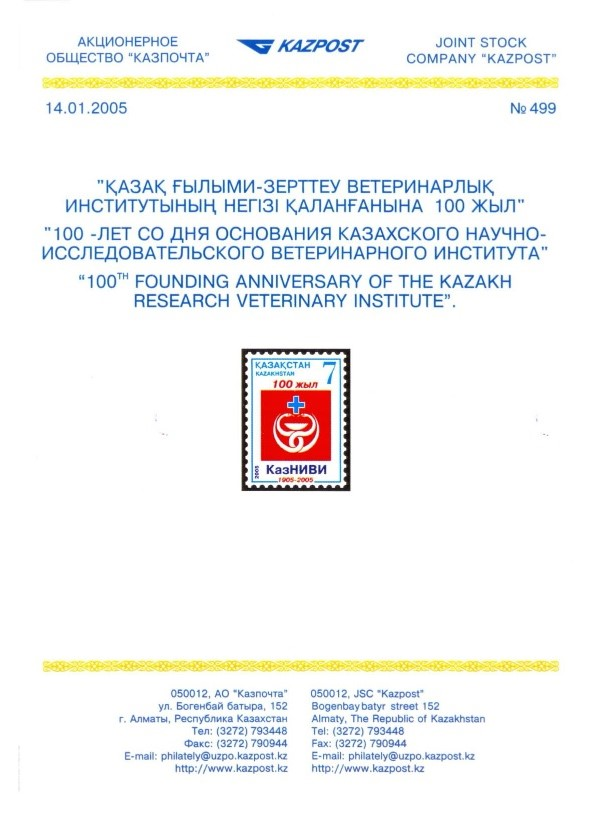 АКЦИОНЕРНОЕ
ОБЩЕСТВО "КАЗПОЧТА"
KAZPOST
JOINT STOCK
COMPANY "KAZPOST"
14.01.2005
№ 499
"ҚАЗАҚ ҒЫЛЫМИ-ЗЕРТТЕУ ВЕТЕРИНАРЛЫҚ
ИНСТИТУТЫНЫҢ НЕГІЗІ ҚАЛАНҒАНЫНА 100 ЖЫЛ"
"100 -ЛЕТ СО ДНЯ ОСНОВАНИЯ КАЗАХСКОГО НАУЧНО-
ИССЛЕДОВАТЕЛЬСКОГО ВЕТЕРИНАРНОГО ИНСТИТУТА"
"100TH FOUNDING ANNIVERSARY OF THE KAZAKH
RESEARCH VETERINARY INSTITUTE".
ҚАЗАҚСТАН 7
KAZAKHSTAN
100 жыл
2005
КазНИВИ
1905-2005
050012, АО "Казпочта"
ул. Богенбай батыра, 152
г. Алматы, Республика Казахстан
Тел: (3272) 793448
Факс: (3272) 790944
E-mail: philately@uzpo.kazpost.kz
http://www.kazpost.kz
050012, JSC "Kazpost"
Bogenbay batyr street 152
Almaty, The Republic of Kazakhstan
Tel: (3272) 793448
Fax: (3272) 790944
E-mail: philately@uzpo.kazpost.kz
http://www.kazpost.kz